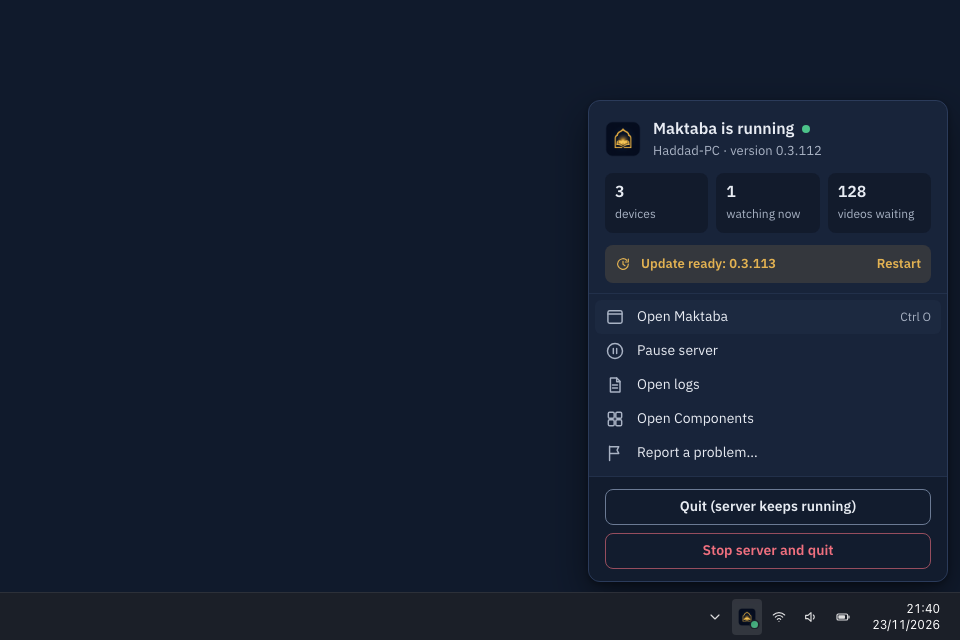 Maktaba is running
Haddad-PC · version 0.3.112
3
devices
1
watching now
128
videos waiting
Update ready: 0.3.113
Restart
Open Maktaba
Ctrl O
Pause server
Open logs
Open Components
Report a problem...
Quit (server keeps running)
Stop server and quit
21:40
23/11/2026